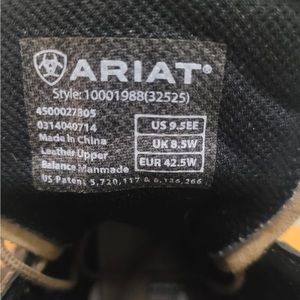 ARIAT®
Style: 10001988(32525)
4500027805
0314040714
Made in China
Leather Upper
Balance Manmade
US Patent 5,720,117 & 6,126,266
US 9.5EE
UK 8.5W
EUR 42.5W